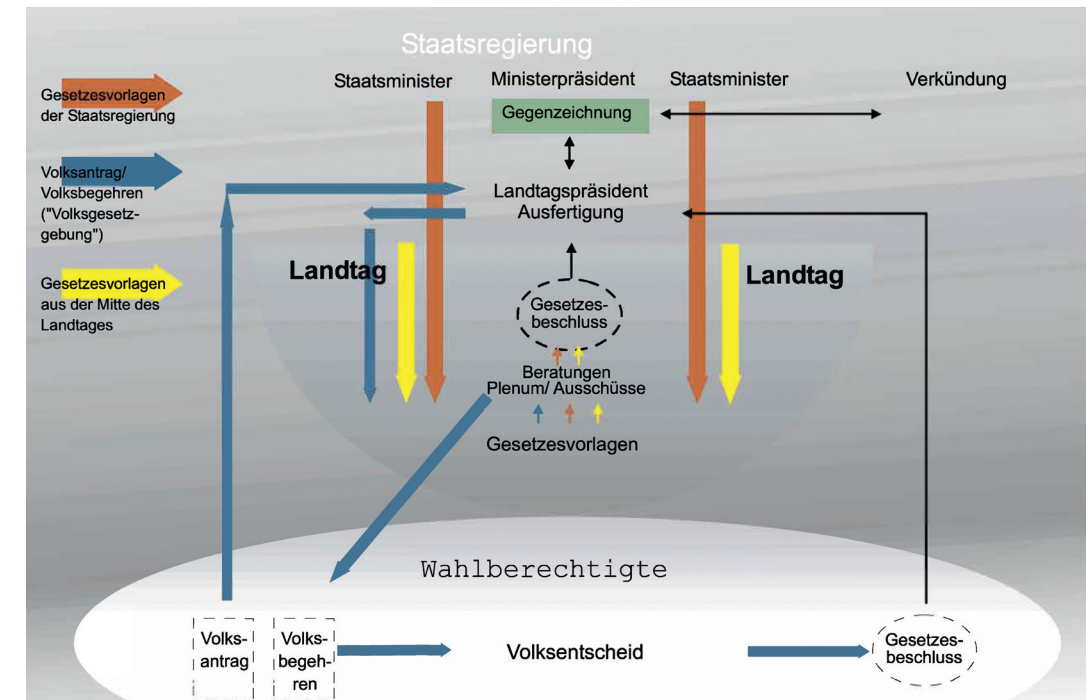 Staatsregierung
Staatsminister
Ministerpräsident
Staatsminister
Verkündung
Gegenzeichnung
Gesetzesvorlagen
der Staatsregierung
Volksantrag/
Volksbegehren
("Volksgesetz-
gebung")
Gesetzesvorlagen
aus der Mitte des
Landtages
Landtagspräsident
Ausfertigung
Landtag
Landtag
Gesetzes-
beschluss
Beratungen
Plenum/ Ausschüsse
Gesetzesvorlagen
Wahlberechtigte
Volks-
antrag
Volks-
begeh-
ren
Volksentscheid
Gesetzes-
beschluss